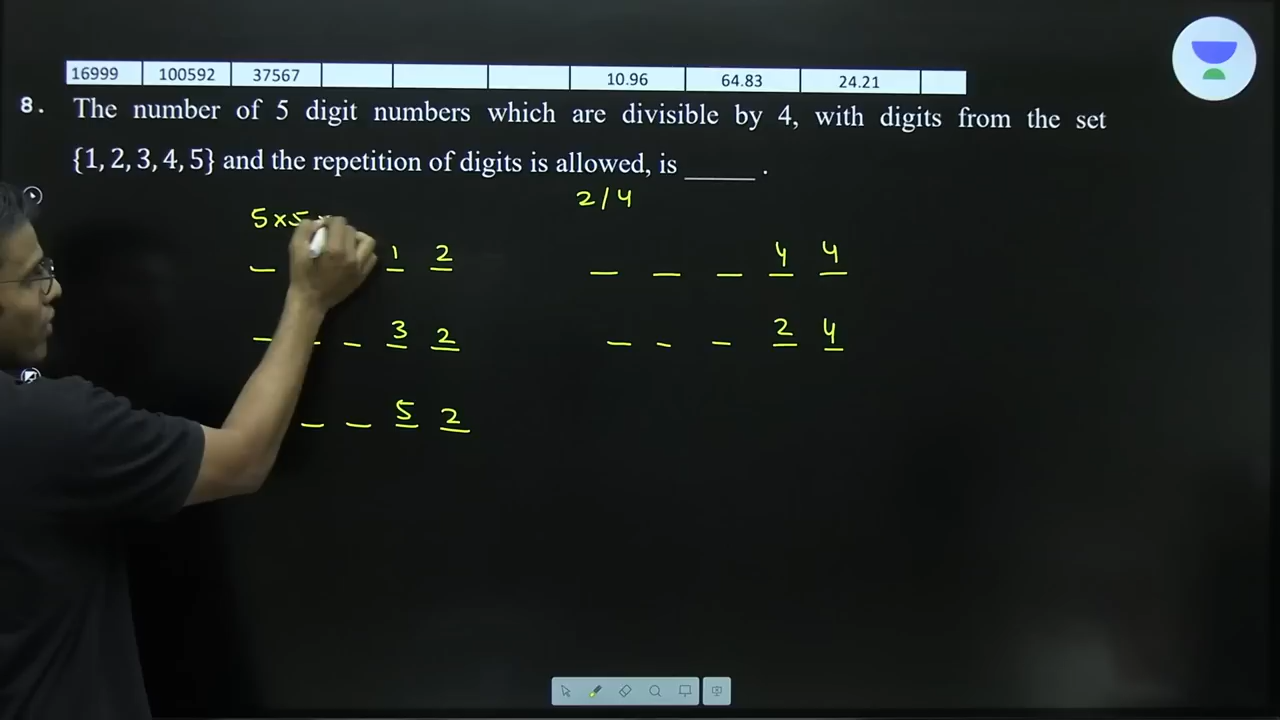 16999 100592 37567 10.96 64.83 24.21
8. The number of 5 digit numbers which are divisible by 4, with digits from the set
{1, 2, 3, 4, 5} and the repetition of digits is allowed, is _____ .
2/4
5×5×
_ 1 2
_ _ _ 4 4
_ _ _ 3 2
_ _ _ 2 4
_ _ 5 2